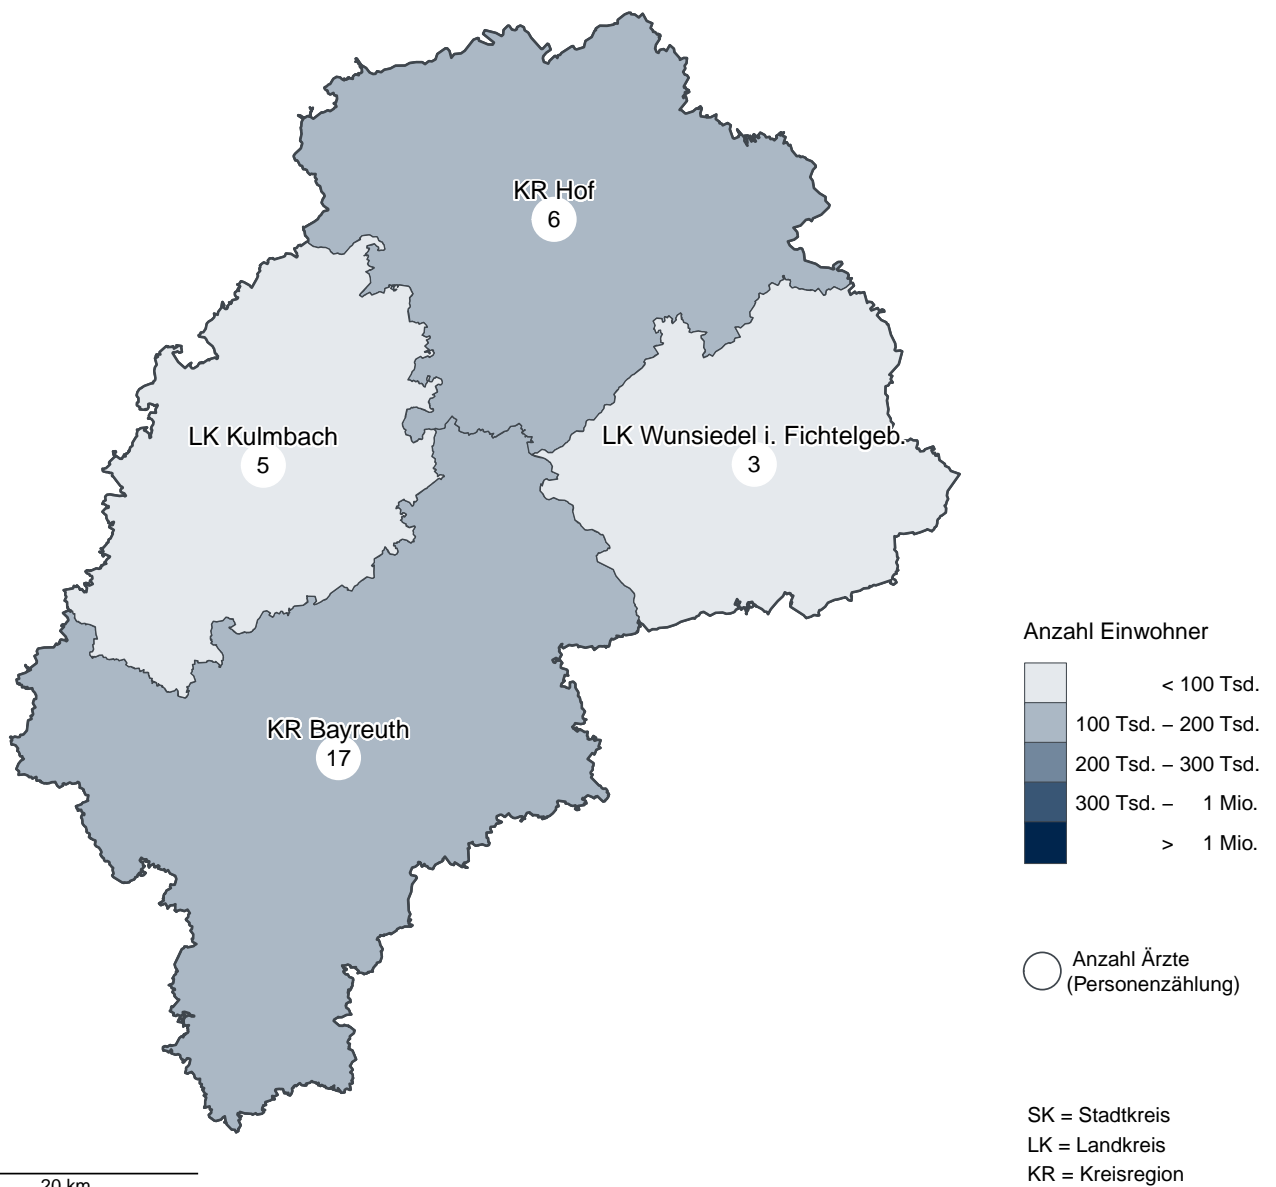 KR Hof
6
LK Kulmbach
5
LK Wunsiedel i. Fichtelgeb.
3
KR Bayreuth
17
Anzahl Einwohner
< 100 Tsd.
100 Tsd. – 200 Tsd.
200 Tsd. – 300 Tsd.
300 Tsd. – 1 Mio.
> 1 Mio.
Anzahl Ärzte
(Personenzählung)
SK = Stadtkreis
LK = Landkreis
KR = Kreisregion
20 km